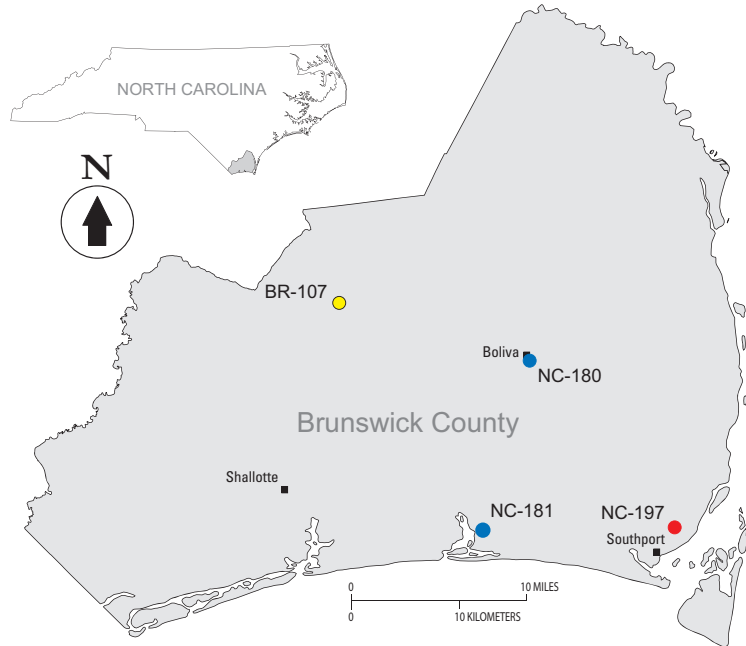 NORTH CAROLINA
N
BR-107
Boliva
NC-180
Brunswick County
Shallotte
NC-181
NC-197
Southport
0 10 MILES
0 10 KILOMETERS